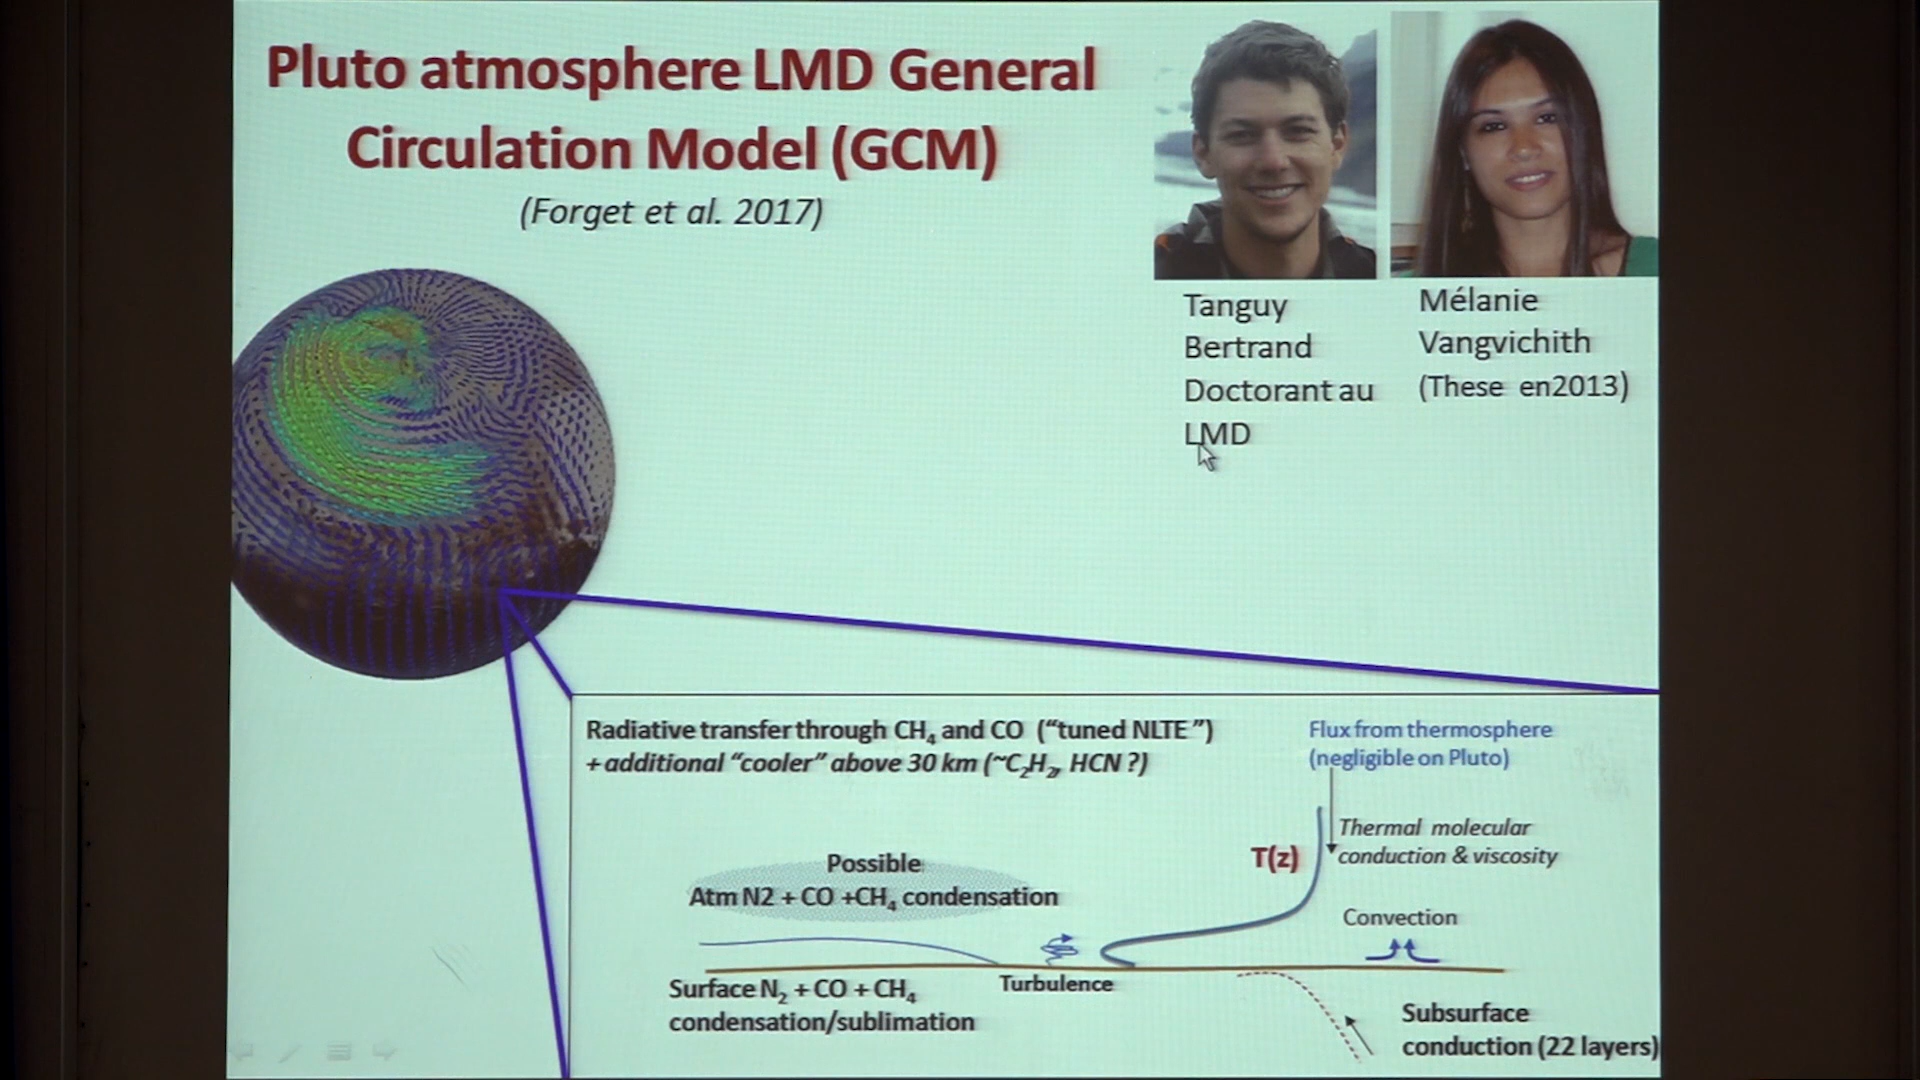 Pluto atmosphere LMD General
Circulation Model (GCM)
(Forget et al. 2017)
Tanguy
Bertrand
Doctorant au
LMD
Mélanie
Vangvichith
(These en2013)
Radiative transfer through CH₄ and CO (“tuned NLTE”)
+ additional “cooler” above 30 km (~C₂H₂, HCN ?)
Flux from thermosphere
(negligible on Pluto)
Thermal molecular
conduction & viscosity
T(z)
Possible
Atm N2 + CO +CH₄ condensation
Convection
Turbulence
Surface N₂ + CO + CH₄
condensation/sublimation
Subsurface
conduction (22 layers)